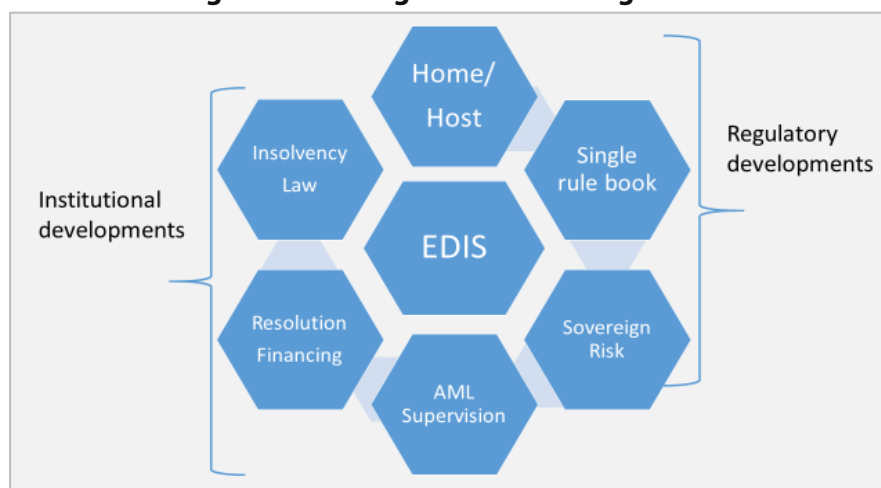 Home/
Host
Insolvency
Law
Single
rule book
Regulatory
developments
Institutional
developments
EDIS
Resolution
Financing
Sovereign
Risk
AML
Supervision